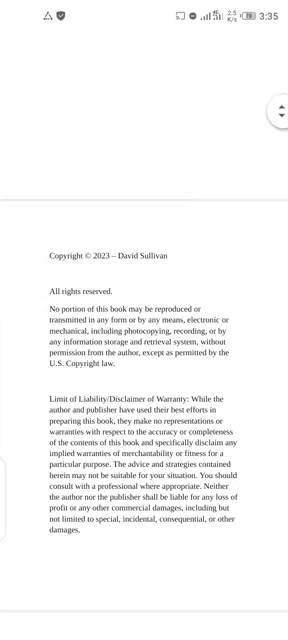 2.5
K/s
3:35
Copyright © 2023 – David Sullivan
All rights reserved.
No portion of this book may be reproduced or
transmitted in any form or by any means, electronic or
mechanical, including photocopying, recording, or by
any information storage and retrieval system, without
permission from the author, except as permitted by the
U.S. Copyright law.
Limit of Liability/Disclaimer of Warranty: While the
author and publisher have used their best efforts in
preparing this book, they make no representations or
warranties with respect to the accuracy or completeness
of the contents of this book and specifically disclaim any
implied warranties of merchantability or fitness for a
particular purpose. The advice and strategies contained
herein may not be suitable for your situation. You should
consult with a professional where appropriate. Neither
the author nor the publisher shall be liable for any loss of
profit or any other commercial damages, including but
not limited to special, incidental, consequential, or other
damages.